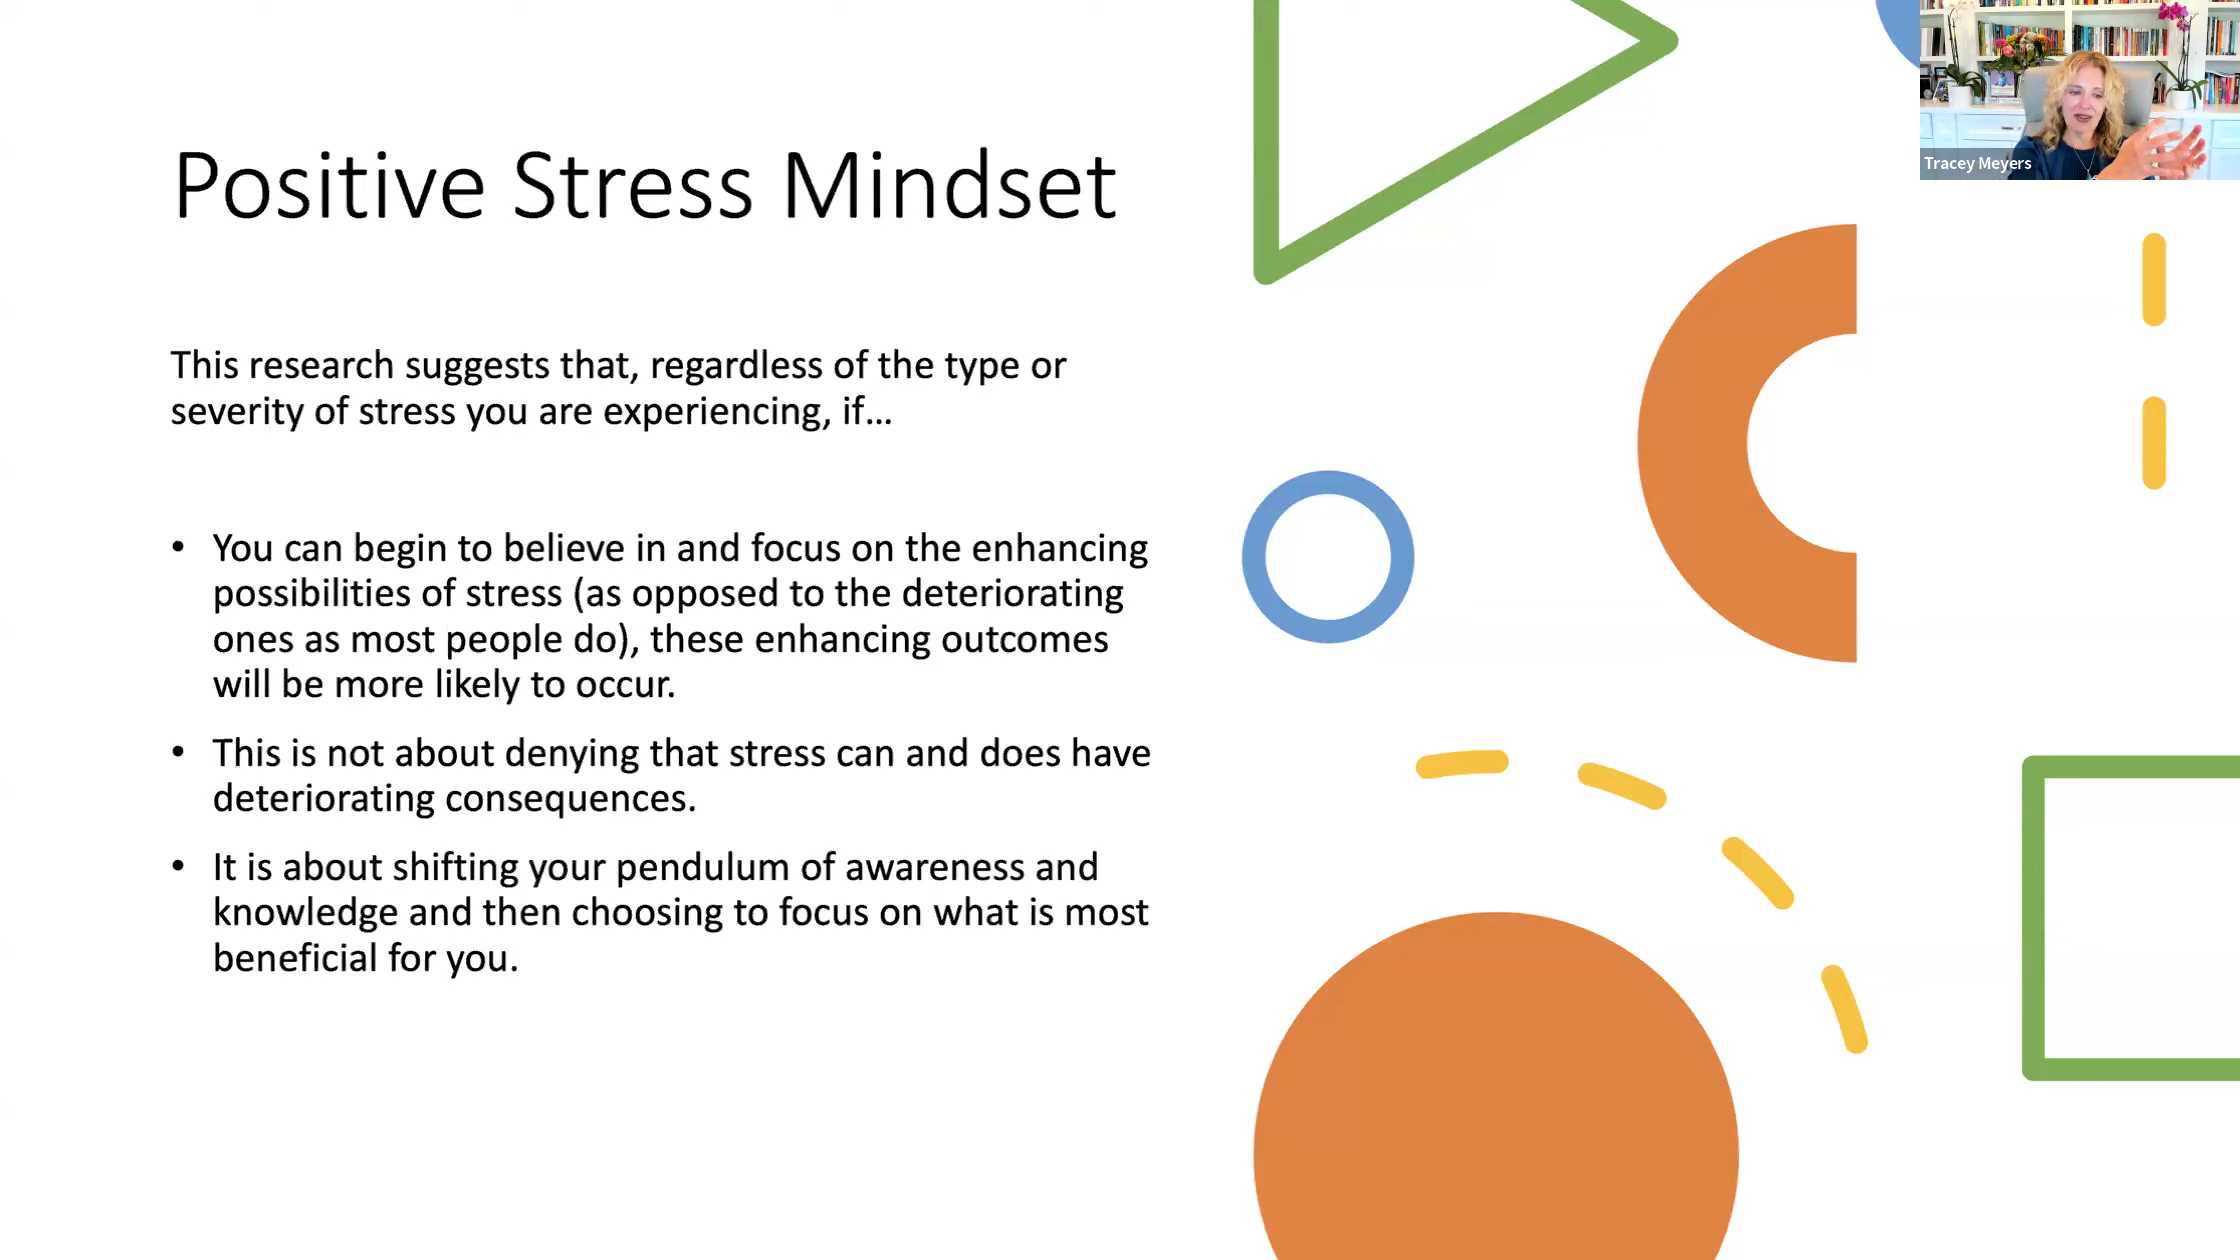 Positive Stress Mindset
Tracey Meyers
This research suggests that, regardless of the type or
severity of stress you are experiencing, if…
• You can begin to believe in and focus on the enhancing
possibilities of stress (as opposed to the deteriorating
ones as most people do), these enhancing outcomes
will be more likely to occur.
• This is not about denying that stress can and does have
deteriorating consequences.
• It is about shifting your pendulum of awareness and
knowledge and then choosing to focus on what is most
beneficial for you.